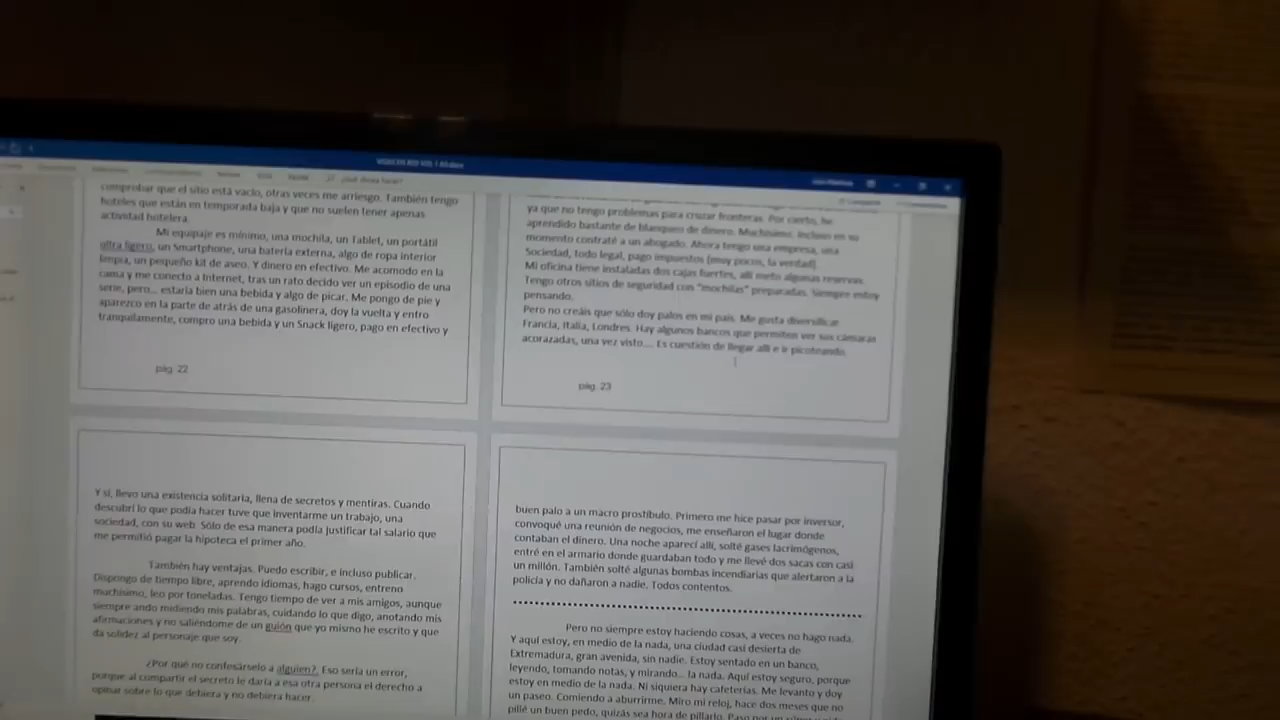 comprobar que el sitio está vacío, otras veces me arriesgo. También tengo
hoteles que están en temporada baja y que no suelen tener apenas
actividad hotelera.
Mi equipaje es mínimo, una mochila, un Tablet, un portátil
ultra ligero, un Smartphone, una batería externa, algo de ropa interior
limpia, un pequeño kit de aseo. Y dinero en efectivo. Me acomodo en la
cama y me conecto a Internet, tras un rato decido ver un episodio de una
serie, pero... estaría bien una bebida y algo de picar. Me pongo de pie y
aparezco en la parte de atrás de una gasolinera, doy la vuelta y entro
tranquilamente, compro una bebida y un Snack ligero, pago en efectivo y
pág. 22
ya que no tengo problemas para cruzar fronteras. Por cierto, he
aprendido bastante de blanqueo de dinero. Muchísimo. Incluso en su
momento contraté a un abogado. Ahora tengo una empresa, una
Sociedad, todo legal, pago impuestos (muy pocos, la verdad).
Mi oficina tiene instaladas dos cajas fuertes, allí meto algunas reservas.
Tengo otros sitios de seguridad con "mochilas" preparadas. Siempre estoy
pensando.
Pero no creáis que sólo doy palos en mi país. Me gusta diversificar.
Francia, Italia, Londres. Hay algunos bancos que permiten ver sus cámaras
acorazadas, una vez visto.... Es cuestión de llegar allí e ir picoteando.
pág. 23
Y sí, llevo una existencia solitaria, llena de secretos y mentiras. Cuando
descubrí lo que podía hacer tuve que inventarme un trabajo, una
sociedad, con su web. Sólo de esa manera podía justificar tal salario que
me permitió pagar la hipoteca el primer año.
También hay ventajas. Puedo escribir, e incluso publicar.
Dispongo de tiempo libre, aprendo idiomas, hago cursos, entreno
muchísimo, leo por toneladas. Tengo tiempo de ver a mis amigos, aunque
siempre ando midiendo mis palabras, cuidando lo que digo, anotando mis
afirmaciones y no saliéndome de un guión que yo mismo he escrito y que
da solidez al personaje que soy.
¿Por qué no confesárselo a alguien?. Eso sería un error,
porque al compartir el secreto le daría a esa otra persona el derecho a
opinar sobre lo que debiera y no debiera hacer.
buen palo a un macro prostíbulo. Primero me hice pasar por inversor,
convoqué una reunión de negocios, me enseñaron el lugar donde
contaban el dinero. Una noche aparecí allí, solté gases lacrimógenos,
entré en el armario donde guardaban todo y me llevé dos sacas con casi
un millón. También solté algunas bombas incendiarias que alertaron a la
policía y no dañaron a nadie. Todos contentos.
Pero no siempre estoy haciendo cosas, a veces no hago nada.
Y aquí estoy, en medio de la nada, una ciudad casi desierta de
Extremadura, gran avenida, sin nadie. Estoy sentado en un banco,
leyendo, tomando notas, y mirando... la nada. Aquí estoy seguro, porque
estoy en medio de la nada. Ni siquiera hay cafeterías. Me levanto y doy
un paseo. Comiendo a aburrirme. Miro mi reloj, hace dos meses que no
pillé un buen pedo, quizás sea hora de pillarlo. Paso por un